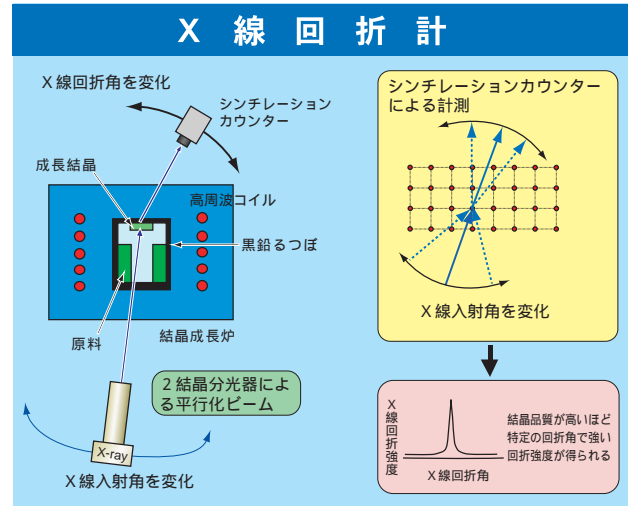 X線回折計
X線回折角を変化
シンチレーション
カウンター
成長結晶
高周波コイル
黒鉛るつぼ
原料
結晶成長炉
2結晶分光器によ
る平行化ビーム
X-ray
X線入射角を変化
シンチレーションカウンター
による計測
X線入射角を変化
X線回折強度
X線回折角
結晶品質が高いほど
特定の回折角で強い
回折強度が得られる